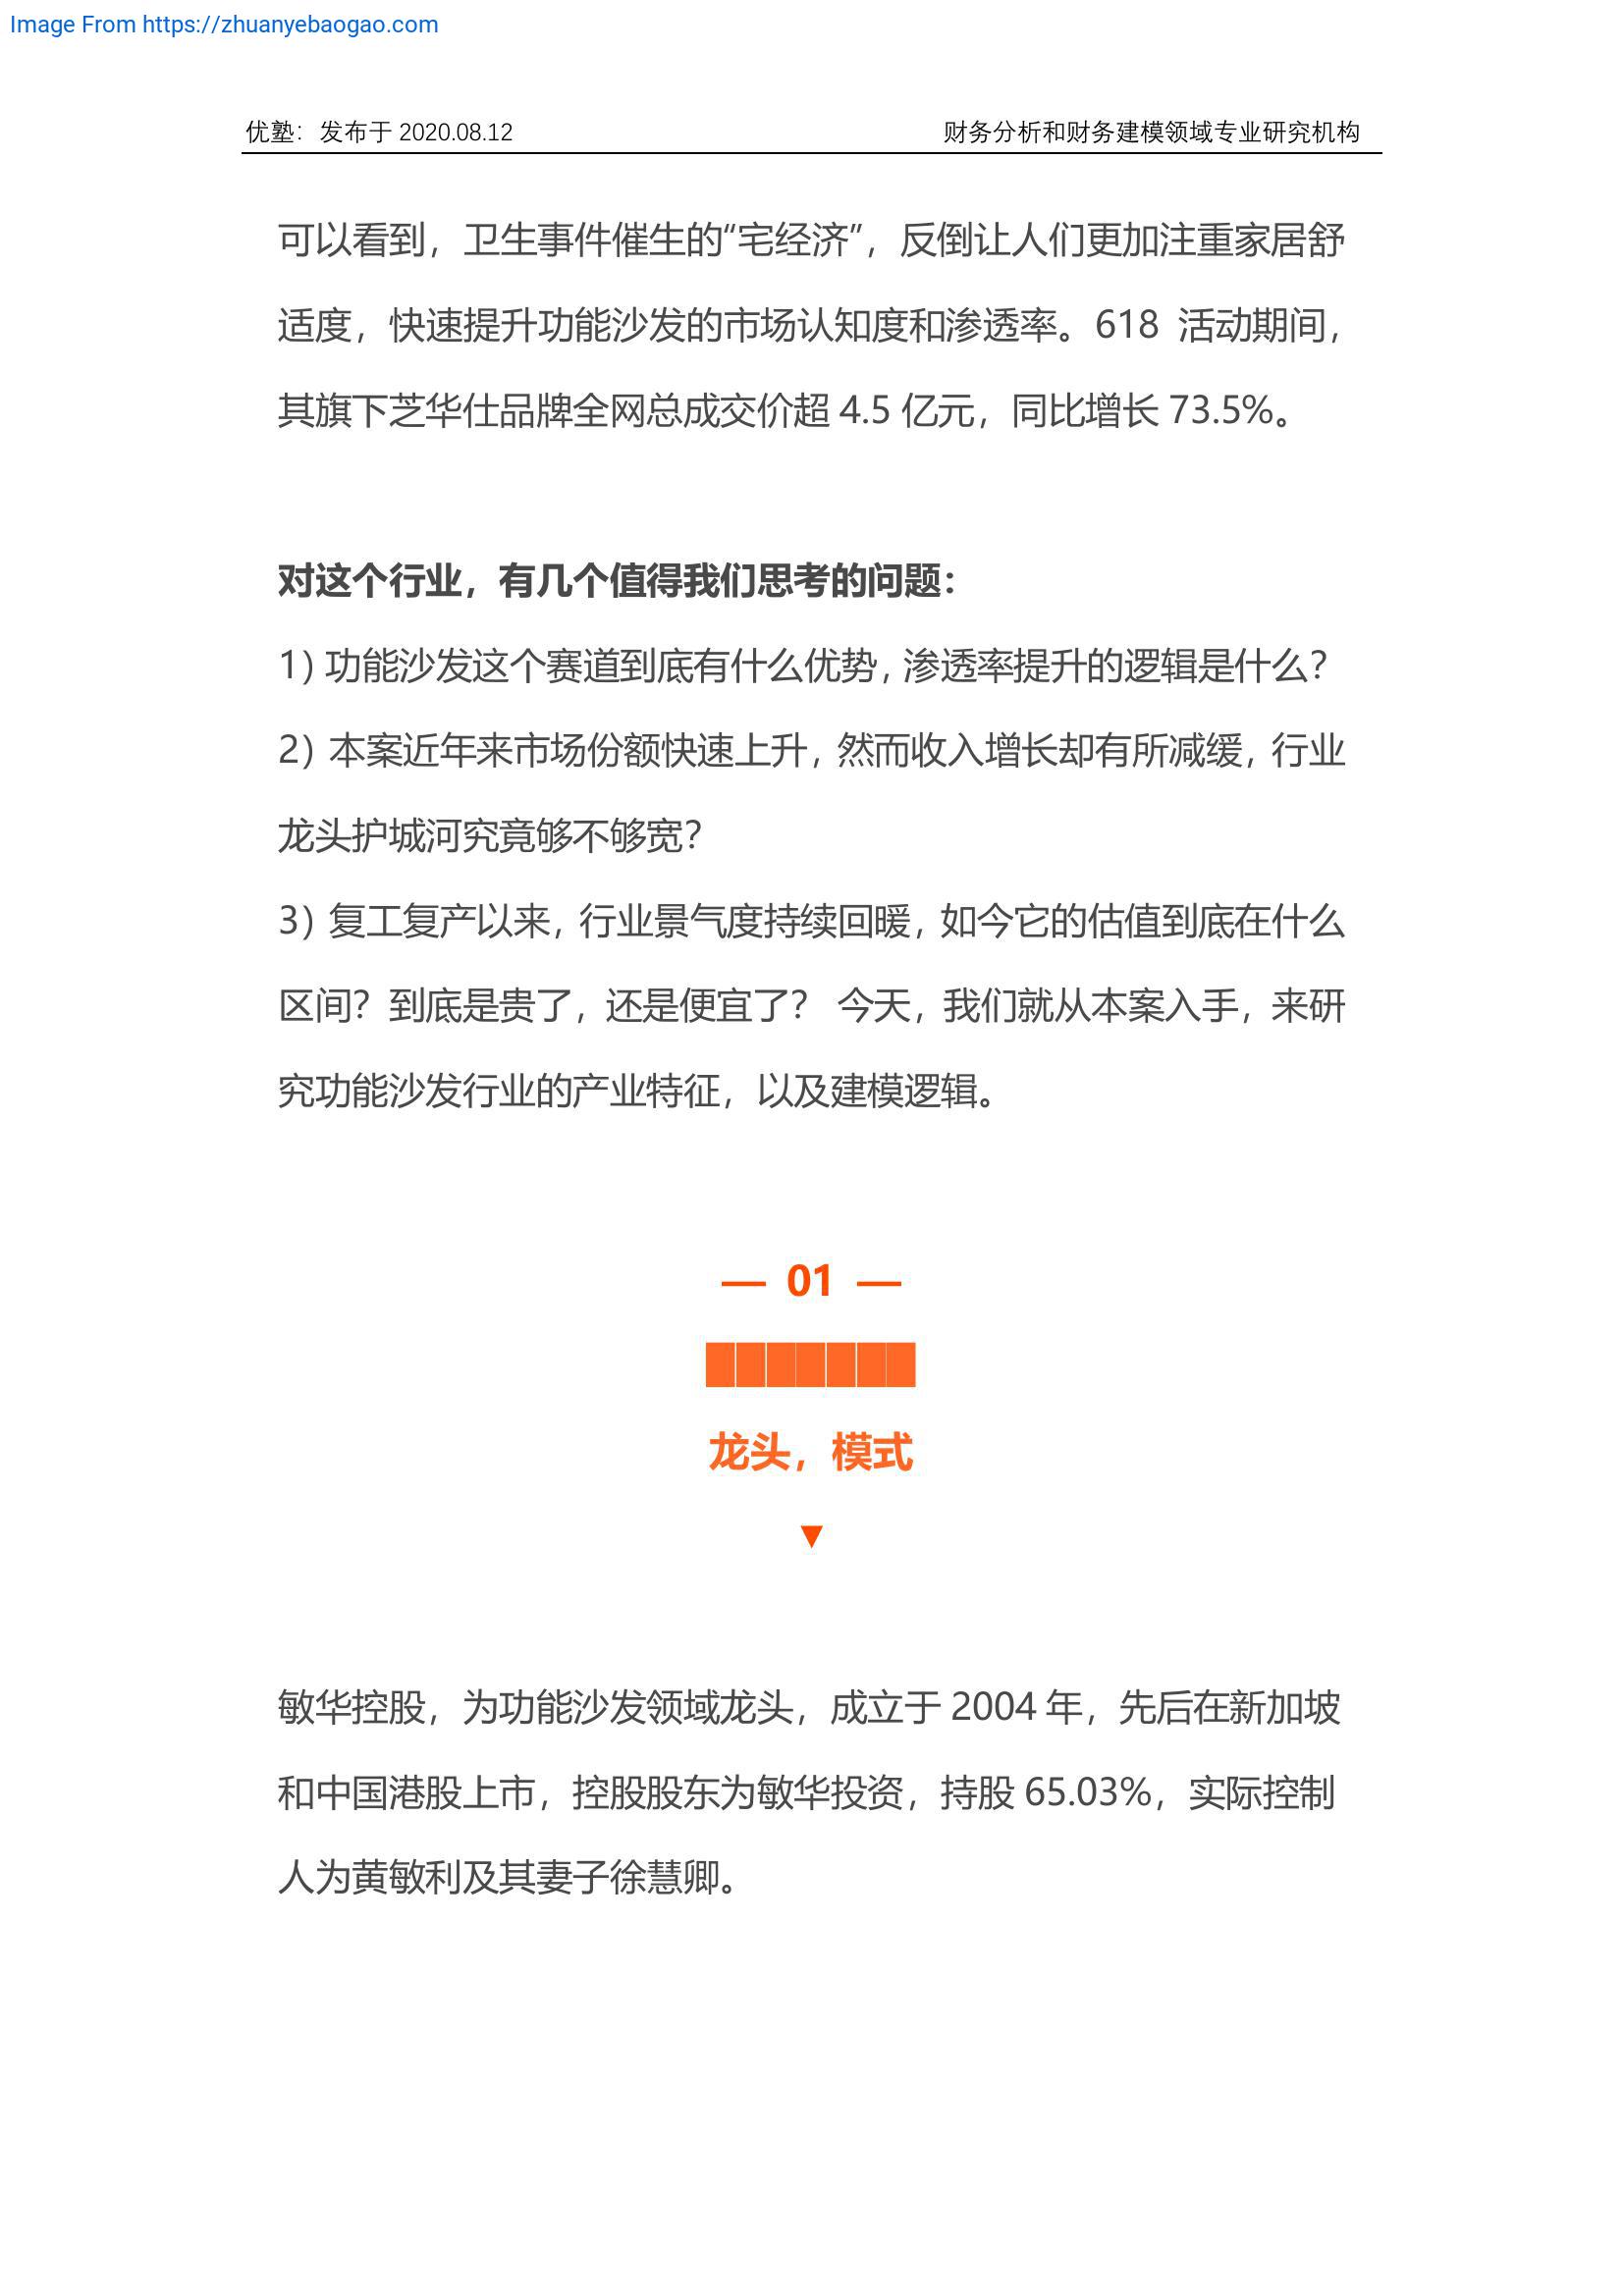 Image From https://zhuanyebaogao.com
优塾：发布于 2020.08.12 财务分析和财务建模领域专业研究机构
可以看到，卫生事件催生的“宅经济”，反倒让人们更加注重家居舒
适度，快速提升功能沙发的市场认知度和渗透率。618 活动期间，
其旗下芝华仕品牌全网总成交价超 4.5 亿元，同比增长 73.5%。
对这个行业，有几个值得我们思考的问题：
1）功能沙发这个赛道到底有什么优势，渗透率提升的逻辑是什么？
2）本案近年来市场份额快速上升，然而收入增长却有所减缓，行业
龙头护城河究竟够不够宽？
3）复工复产以来，行业景气度持续回暖，如今它的估值到底在什么
区间？到底是贵了，还是便宜了？ 今天，我们就从本案入手，来研
究功能沙发行业的产业特征，以及建模逻辑。
— 01 —
███████
龙头，模式
▼
敏华控股，为功能沙发领域龙头，成立于 2004 年，先后在新加坡
和中国港股上市，控股股东为敏华投资，持股 65.03%，实际控制
人为黄敏利及其妻子徐慧卿。